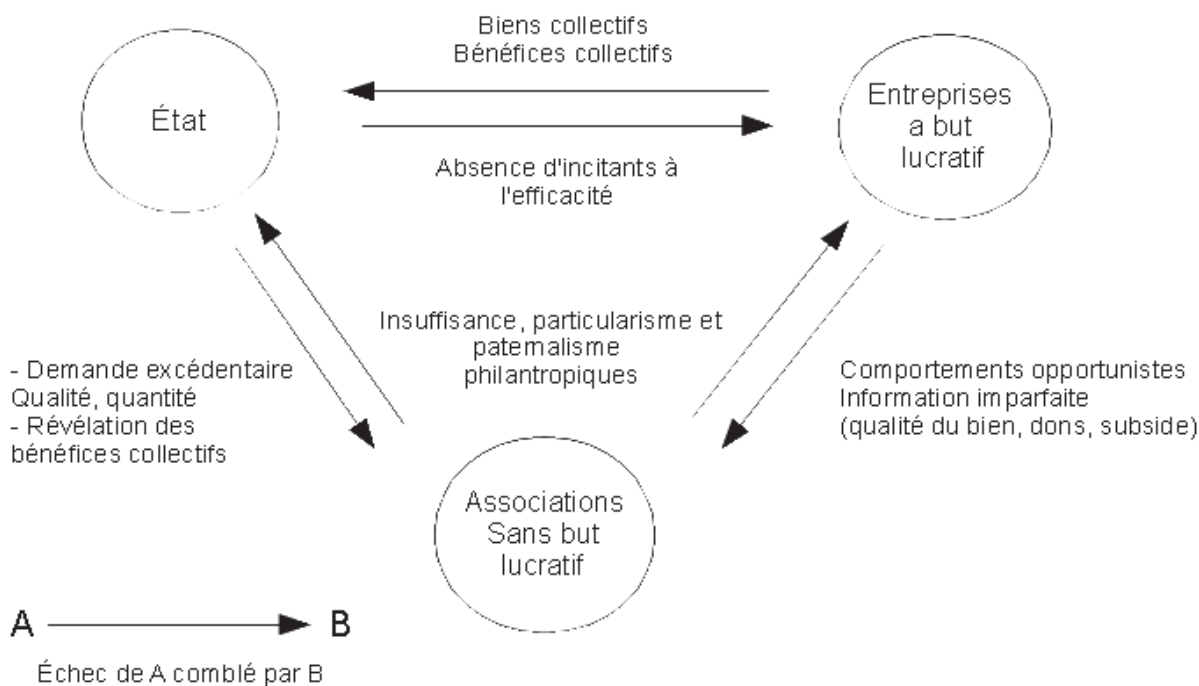 Biens collectifs
Bénéfices collectifs
État
Entreprises
a but
lucratif
Absence d'incitants à
l'efficacité
Insuffisance, particularisme et
paternalisme
philantropiques
- Demande excédentaire
Qualité, quantité
- Révélation des
bénéfices collectifs
Comportements opportunistes
Information imparfaite
(qualité du bien, dons, subside)
Associations
Sans but
lucratif
A B
Échec de A comblé par B